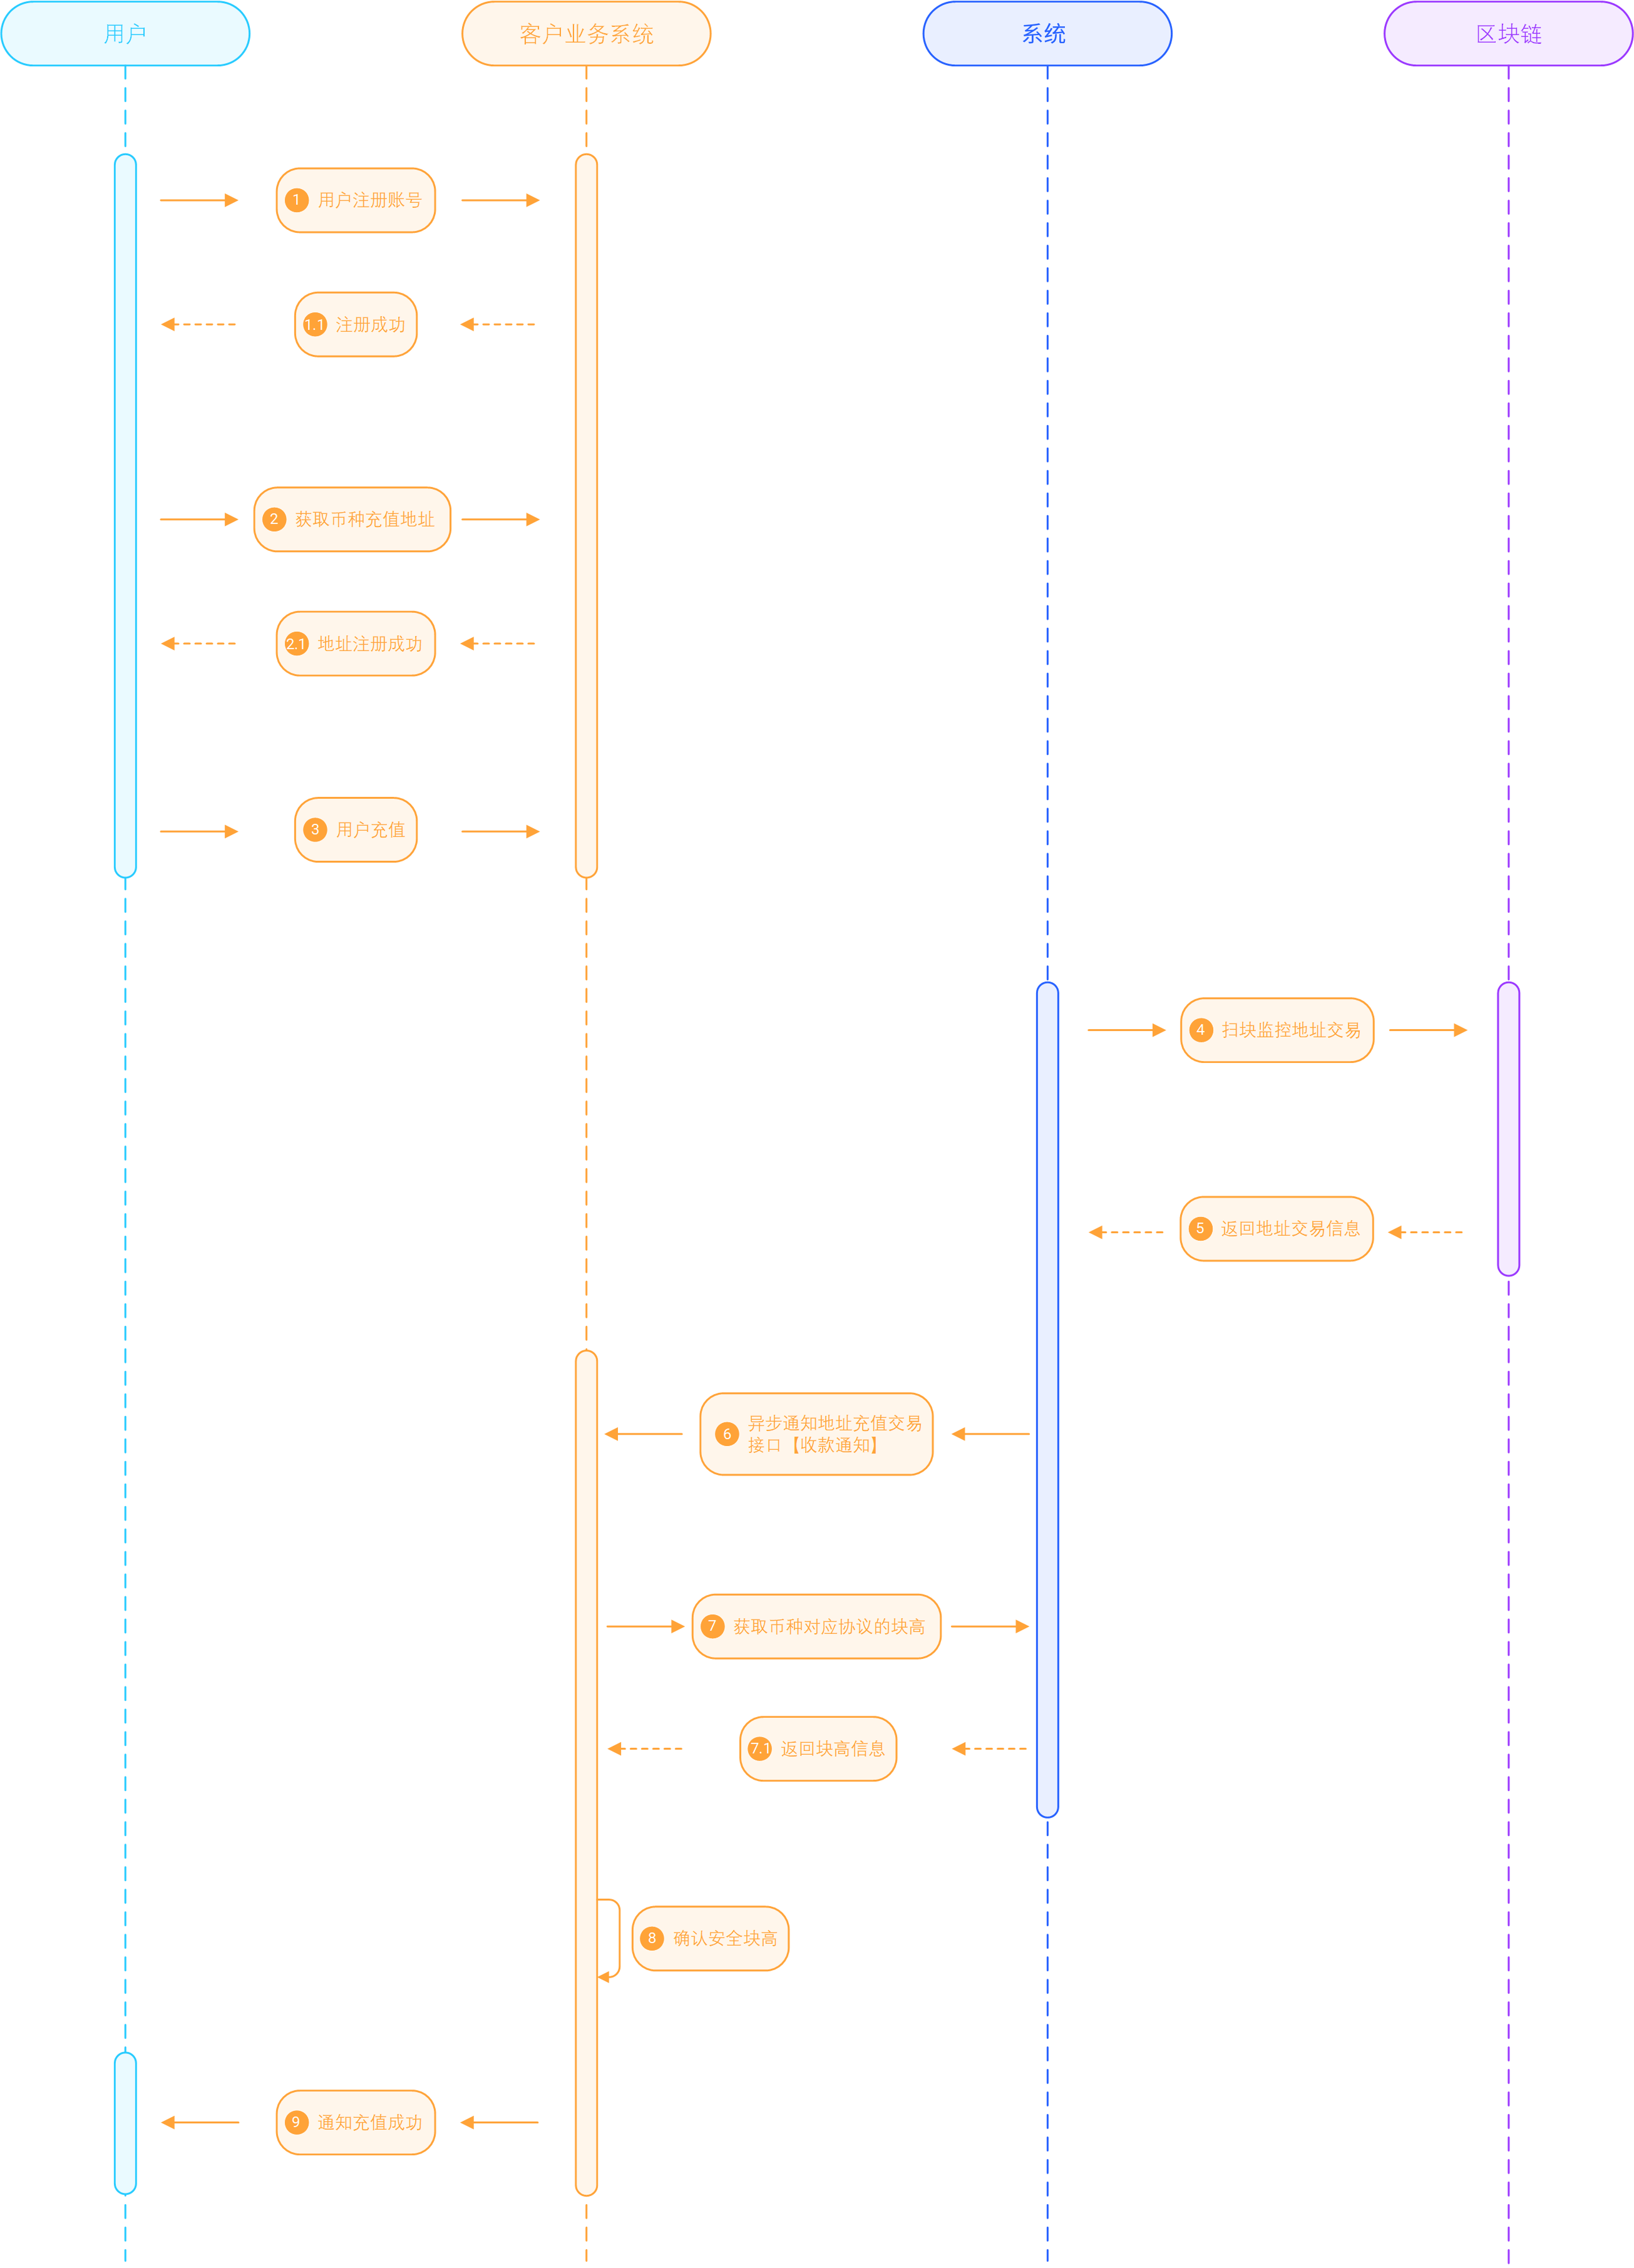 用户
客户业务系统
系统
区块链
1 用户注册账号
1.1 注册成功
2 获取币种充值地址
2.1 地址注册成功
3 用户充值
4 扫块监控地址交易
5 返回地址交易信息
6 异步通知地址充值交易
接口【收款通知】
7 获取币种对应协议的块高
7.1 返回块高信息
8 确认安全块高
9 通知充值成功